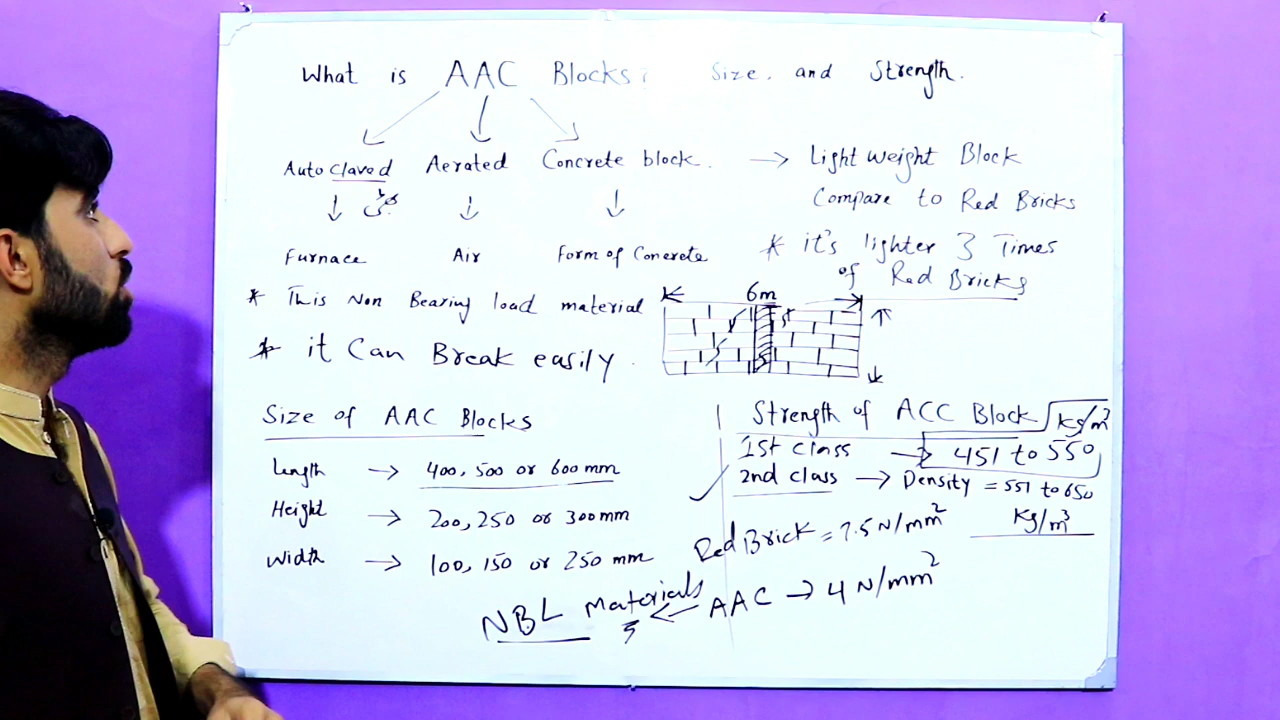 What is AAC Blocks? Size, and Strength.
Auto Claved Aerated Concrete block. → Light weight Block
Compare to Red Bricks
Furnace Air Form of Concrete
* it's lighter 3 Times
of Red Bricks
* This Non Bearing load material
6m
* it Can Break easily.
Size of AAC Blocks
Length → 400, 500 or 600 mm
Height → 200, 250 or 300mm
Width → 100, 150 or 250 mm
Strength of ACC Block
Kg/m³
1st class → 451 to 550
2nd class → Density = 551 to 650
Kg/m³
Red Brick = 7.5 N/mm²
AAC → 4 N/mm²
NBL Materials ←